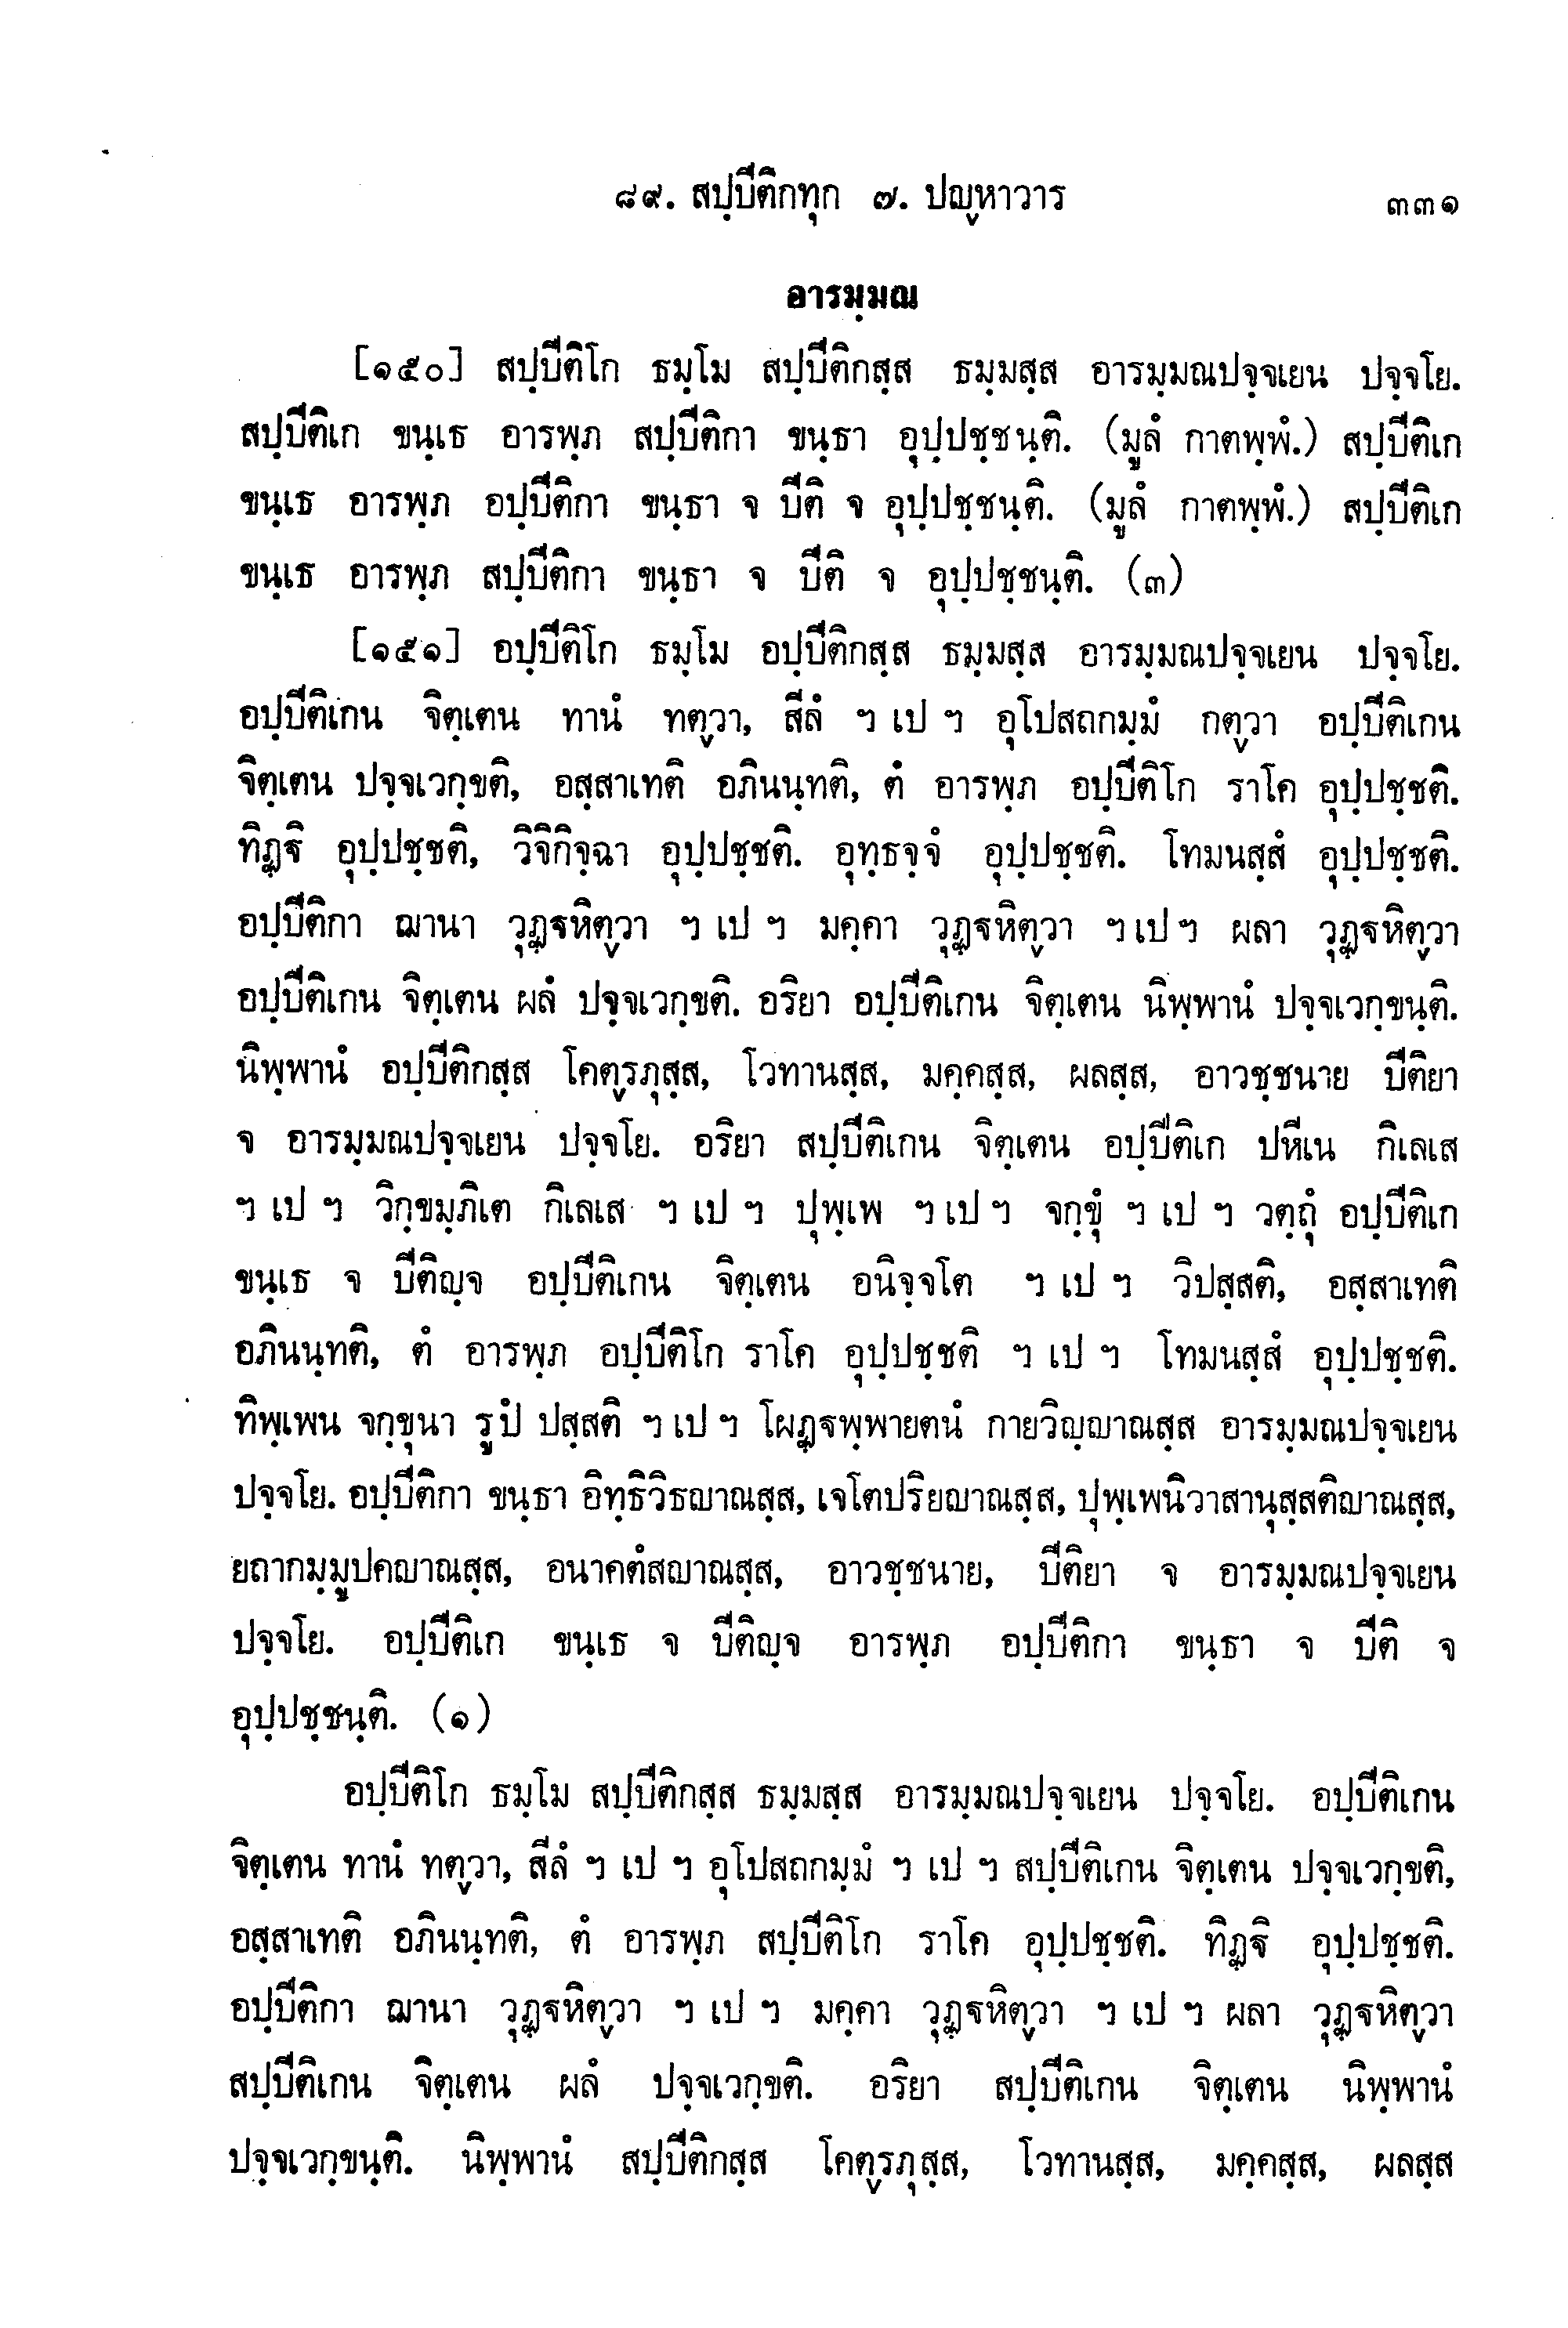 ๘๙. สปฺปีติกทุก ๗. ปญฺหาวาร ๓๓๑
อารมฺมณ
[๑๕๐] สปฺปีติโก ธมฺโม สปฺปีติกสฺส ธมฺมสฺส อารมฺมณปจฺจเยน ปจฺจโย.
สปฺปีติเก ขนฺเธ อารพฺภ สปฺปีติกา ขนฺธา อุปฺปชฺชนฺติ. (มูลํ กาตพฺพํ.) สปฺปีติเก
ขนฺเธ อารพฺภ อปฺปีติกา ขนฺธา จ ปีติ จ อุปฺปชฺชนฺติ. (มูลํ กาตพฺพํ.) สปฺปีติเก
ขนฺเธ อารพฺภ สปฺปีติกา ขนฺธา จ ปีติ จ อุปฺปชฺชนฺติ. (๓)
[๑๕๑] อปฺปีติโก ธมฺโม อปฺปีติกสฺส ธมฺมสฺส อารมฺมณปจฺจเยน ปจฺจโย.
อปฺปีติเกน จิตฺเตน ทานํ ทตฺวา, สีลํ ฯ เป ฯ อุโปสถกมฺมํ กตฺวา อปฺปีติเกน
จิตฺเตน ปจฺจเวกฺขติ, อสฺสาเทติ อภินนฺทติ, ตํ อารพฺภ อปฺปีติโก ราโค อุปฺปชฺชติ.
ทิฏฺฐิ อุปฺปชฺชติ, วิจิกิจฺฉา อุปฺปชฺชติ. อุทฺธจฺจํ อุปฺปชฺชติ. โทมนสฺสํ อุปฺปชฺชติ.
อปฺปีติกา ฌานา วุฏฺฐหิตฺวา ฯ เป ฯ มคฺคา วุฏฺฐหิตฺวา ฯ เป ฯ ผลา วุฏฺฐหิตฺวา
อปฺปีติเกน จิตฺเตน ผลํ ปจฺจเวกฺขติ. อริยา อปฺปีติเกน จิตฺเตน นิพฺพานํ ปจฺจเวกฺขนฺติ.
นิพฺพานํ อปฺปีติกสฺส โคตฺรภุสฺส, โวทานสฺส, มคฺคสฺส, ผลสฺส, อาวชฺชนาย ปีติยา
จ อารมฺมณปจฺจเยน ปจฺจโย. อริยา สปฺปีติเกน จิตฺเตน อปฺปีติเก ปหีเน กิเลเส
ฯ เป ฯ วิกฺขมฺภิเต กิเลเส ฯ เป ฯ ปุพฺเพ ฯ เป ฯ จกฺขุํ ฯ เป ฯ วตฺถุํ อปฺปีติเก
ขนฺเธ จ ปีติญฺจ อปฺปีติเกน จิตฺเตน อนิจฺจโต ฯ เป ฯ วิปสฺสติ, อสฺสาเทติ
อภินนฺทติ, ตํ อารพฺภ อปฺปีติโก ราโค อุปฺปชฺชติ ฯ เป ฯ โทมนสฺสํ อุปฺปชฺชติ.
ทิพฺเพน จกฺขุนา รูปํ ปสฺสติ ฯ เป ฯ โผฏฺฐพฺพายตนํ กายวิญฺญาณสฺส อารมฺมณปจฺจเยน
ปจฺจโย. อปฺปีติกา ขนฺธา อิทฺธิวิธญาณสฺส, เจโตปริยญาณสฺส, ปุพฺเพนิวาสานุสฺสติญาณสฺส,
ยถากมฺมูปคญาณสฺส, อนาคตํสญาณสฺส, อาวชฺชนาย, ปีติยา จ อารมฺมณปจฺจเยน
ปจฺจโย. อปฺปีติเก ขนฺเธ จ ปีติญฺจ อารพฺภ อปฺปีติกา ขนฺธา จ ปีติ จ
อุปฺปชฺชนฺติ. (๑)
อปฺปีติโก ธมฺโม สปฺปีติกสฺส ธมฺมสฺส อารมฺมณปจฺจเยน ปจฺจโย. อปฺปีติเกน
จิตฺเตน ทานํ ทตฺวา, สีลํ ฯ เป ฯ อุโปสถกมฺมํ ฯ เป ฯ สปฺปีติเกน จิตฺเตน ปจฺจเวกฺขติ,
อสฺสาเทติ อภินนฺทติ, ตํ อารพฺภ สปฺปีติโก ราโค อุปฺปชฺชติ. ทิฏฺฐิ อุปฺปชฺชติ.
อปฺปีติกา ฌานา วุฏฺฐหิตฺวา ฯ เป ฯ มคฺคา วุฏฺฐหิตฺวา ฯ เป ฯ ผลา วุฏฺฐหิตฺวา
สปฺปีติเกน จิตฺเตน ผลํ ปจฺจเวกฺขติ. อริยา สปฺปีติเกน จิตฺเตน นิพฺพานํ
ปจฺจเวกฺขนฺติ. นิพฺพานํ สปฺปีติกสฺส โคตฺรภุสฺส, โวทานสฺส, มคฺคสฺส, ผลสฺส